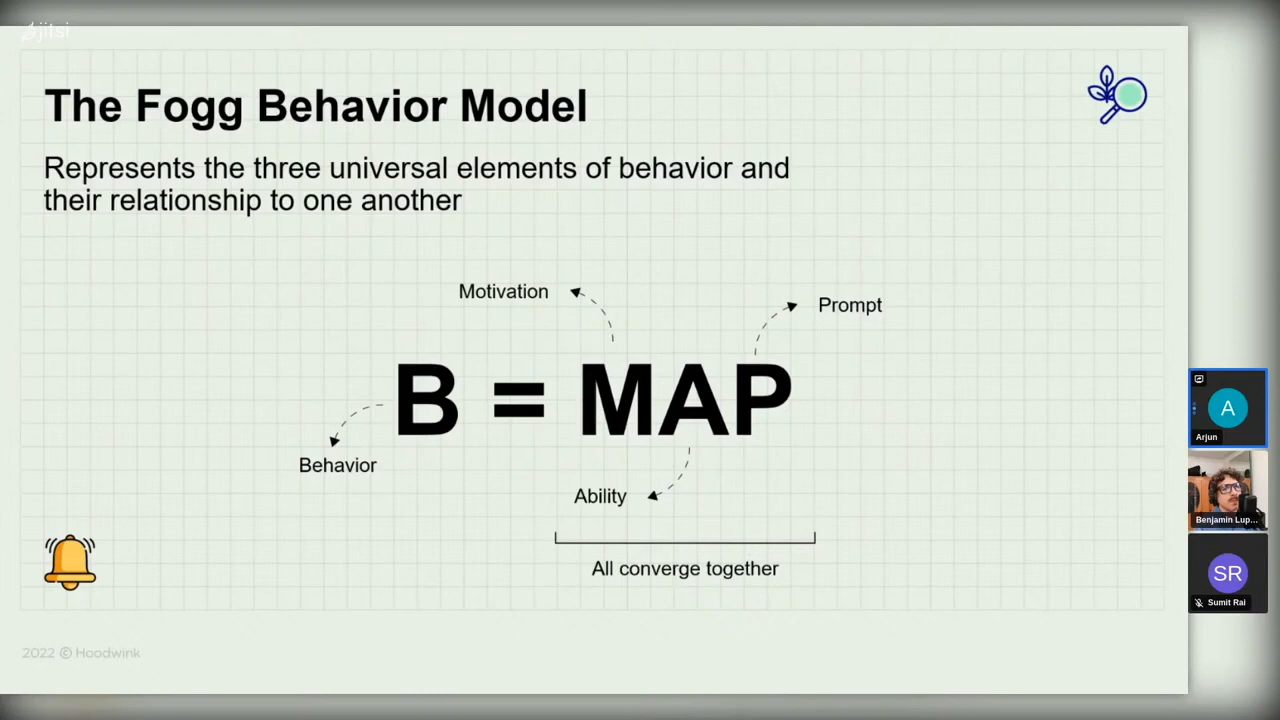 jitsi
The Fogg Behavior Model
Represents the three universal elements of behavior and
their relationship to one another
Motivation
Prompt
B = MAP
Behavior
Ability
All converge together
A
Arjun
Benjamin Lup...
SR
Sumit Rai
2022 © Hoodwink